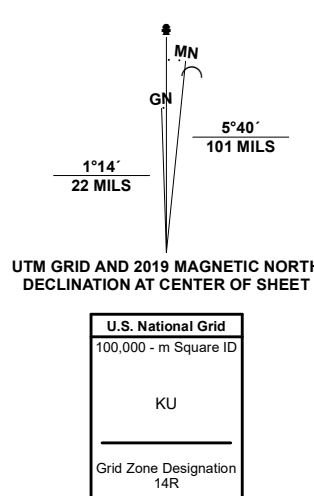 MN
GN
5°40´
101 MILS
1°14´
22 MILS
UTM GRID AND 2019 MAGNETIC NORTH
DECLINATION AT CENTER OF SHEET
U.S. National Grid
100,000 - m Square ID
KU
Grid Zone Designation
14R